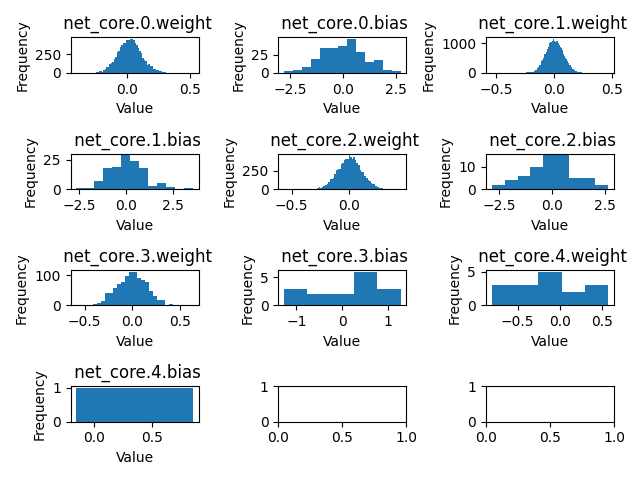 net_core.0.weight net_core.0.bias net_core.1.weight
Frequency 250 0 0.0 0.5 Value
Frequency 25 0 −2.5 0.0 2.5 Value
Frequency 1000 0 −0.5 0.0 0.5 Value
net_core.1.bias net_core.2.weight net_core.2.bias
Frequency 25 0 −2.5 0.0 2.5 Value
Frequency 250 0 −0.5 0.0 Value
Frequency 10 0 −2.5 0.0 2.5 Value
net_core.3.weight net_core.3.bias net_core.4.weight
Frequency 100 0 −0.5 0.0 0.5 Value
Frequency 5 0 −1 0 1 Value
Frequency 5 0 −0.5 0.0 0.5 Value
net_core.4.bias
Frequency 1 0 0.0 0.5 Value
1 0 0.0 0.5 1.0
1 0 0.0 0.5 1.0